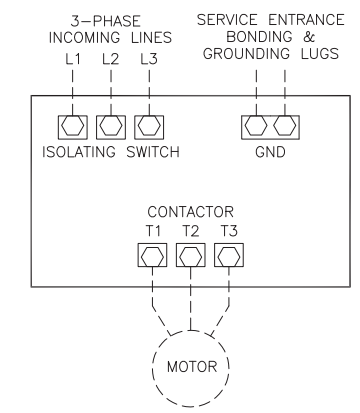 3-PHASE
INCOMING LINES
L1 L2 L3
SERVICE ENTRANCE
BONDING &
GROUNDING LUGS
ISOLATING SWITCH
GND
CONTACTOR
T1 T2 T3
MOTOR